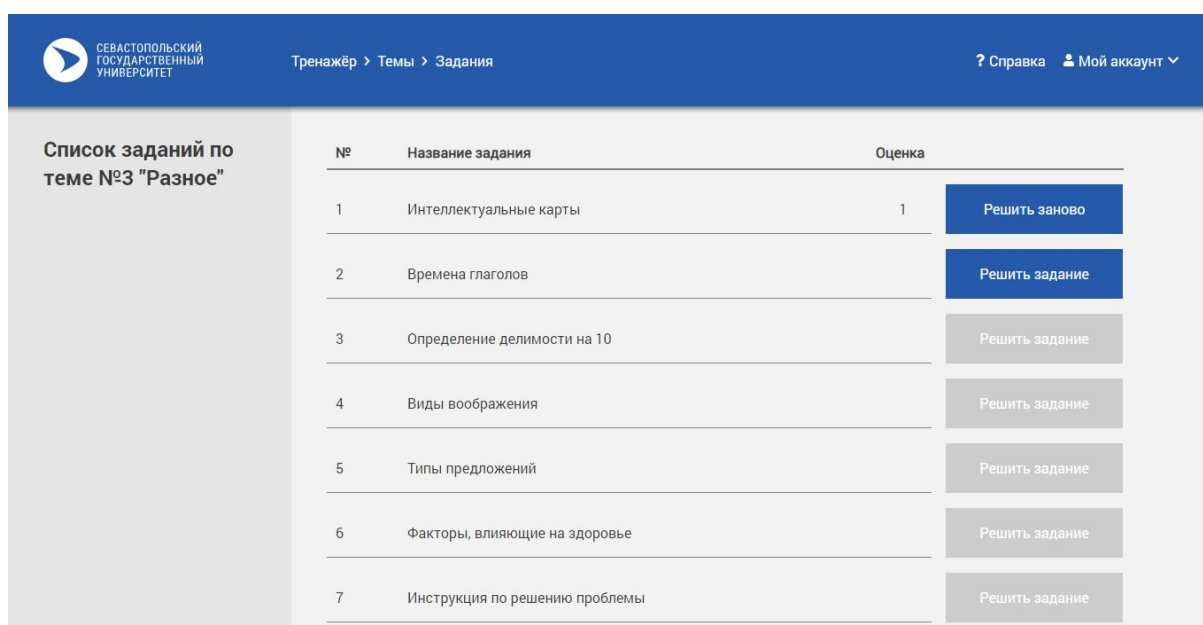 СЕВАСТОПОЛЬСКИЙ
ГОСУДАРСТВЕННЫЙ
УНИВЕРСИТЕТ
Тренажёр > Темы > Задания
? Справка Мой аккаунт
Список заданий по
теме №3 "Разное"
№ Название задания Оценка
1 Интеллектуальные карты 1 Решить заново
2 Времена глаголов Решить задание
3 Определение делимости на 10 Решить задание
4 Виды воображения Решить задание
5 Типы предложений Решить задание
6 Факторы, влияющие на здоровье Решить задание
7 Инструкция по решению проблемы Решить задание